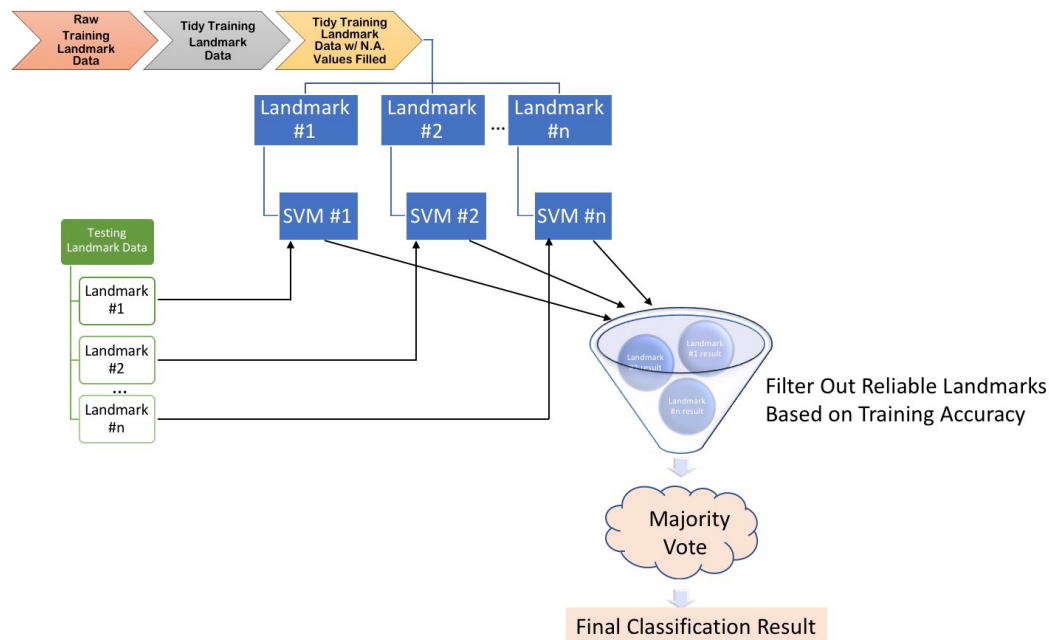 Raw
Training
Landmark
Data
Tidy Training
Landmark
Data
Tidy Training
Landmark
Data w/ N.A.
Values Filled
Landmark
#1
Landmark
#2
...
Landmark
#n
SVM #1
SVM #2
SVM #n
Testing
Landmark Data
Landmark
#1
Landmark
#2
...
Landmark
#n
Landmark
#1 result
Landmark
result
Landmark
#n result
Filter Out Reliable Landmarks
Based on Training Accuracy
Majority
Vote
Final Classification Result